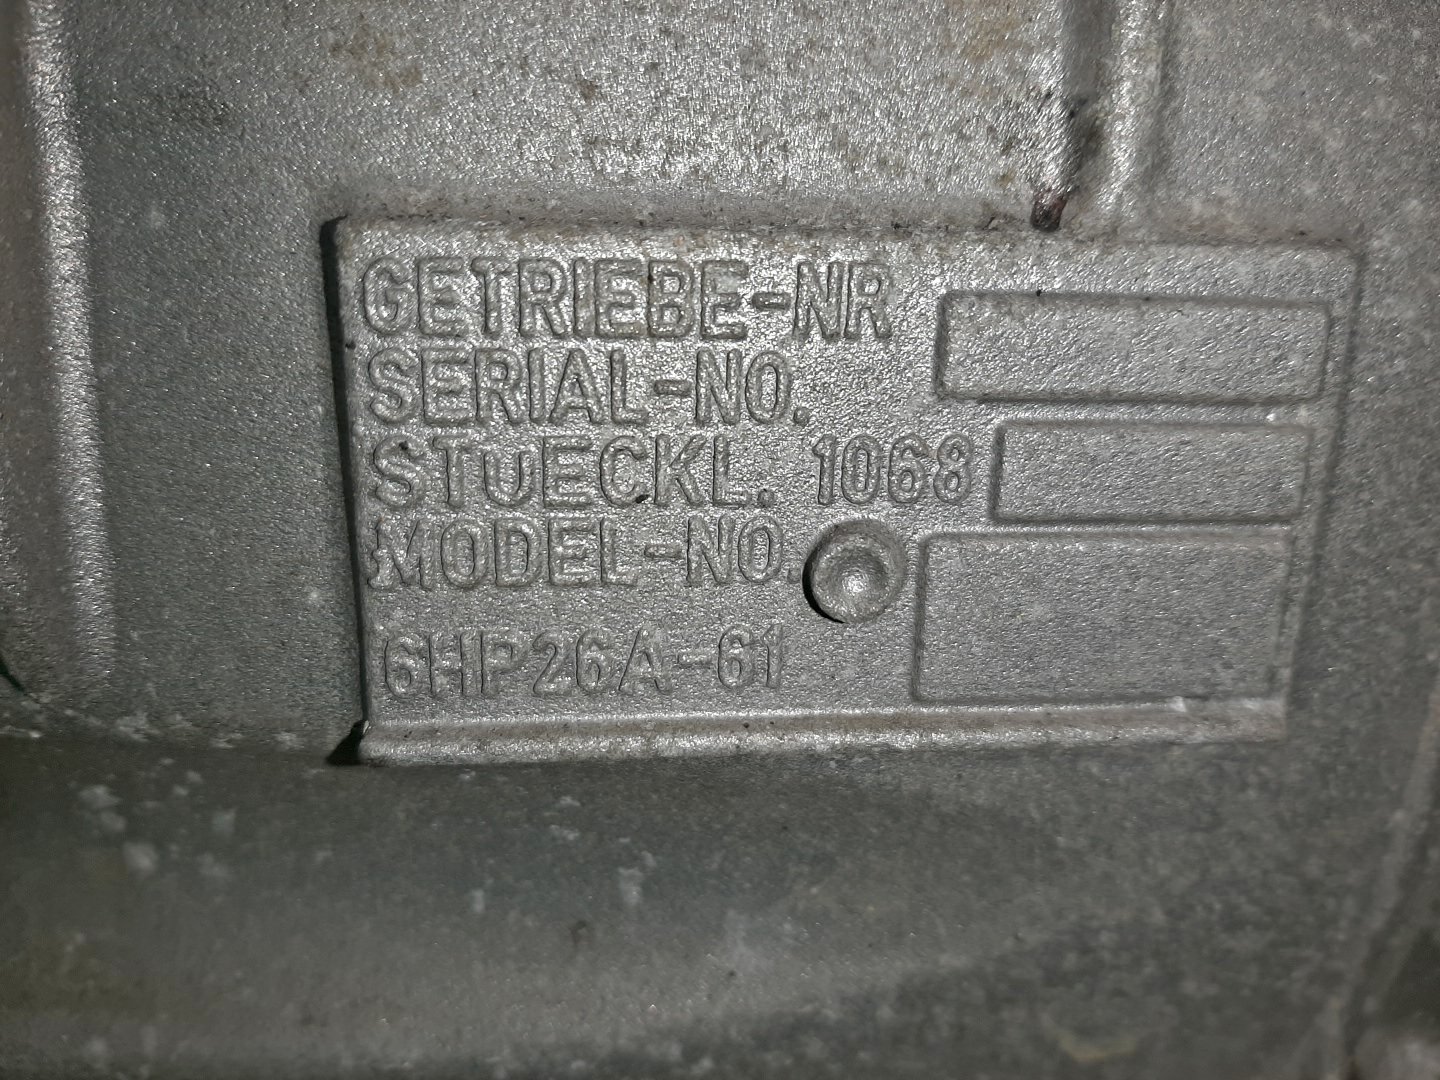 GETRIEBE-NR
SERIAL-NO.
STUECKL. 1068
MODEL-NO.
6HP26A-61